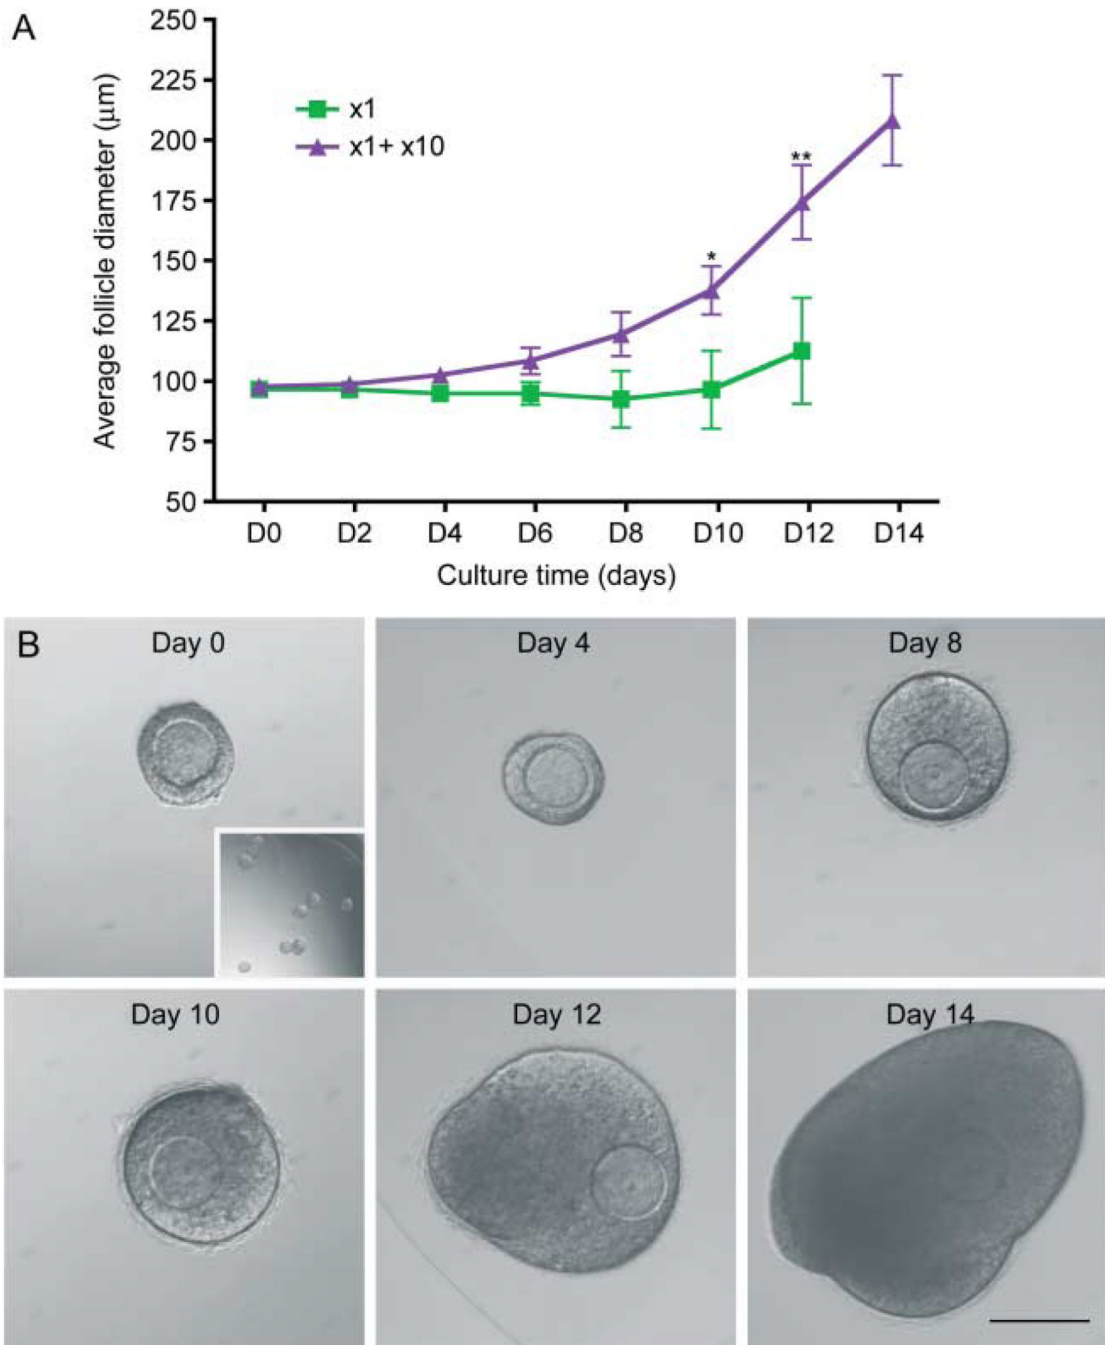 A
250
225
200
175
150
125
100
75
50
Average follicle diameter (μm)
x1
x1+ x10
*
**
D0 D2 D4 D6 D8 D10 D12 D14
Culture time (days)
B
Day 0 Day 4 Day 8
Day 10 Day 12 Day 14